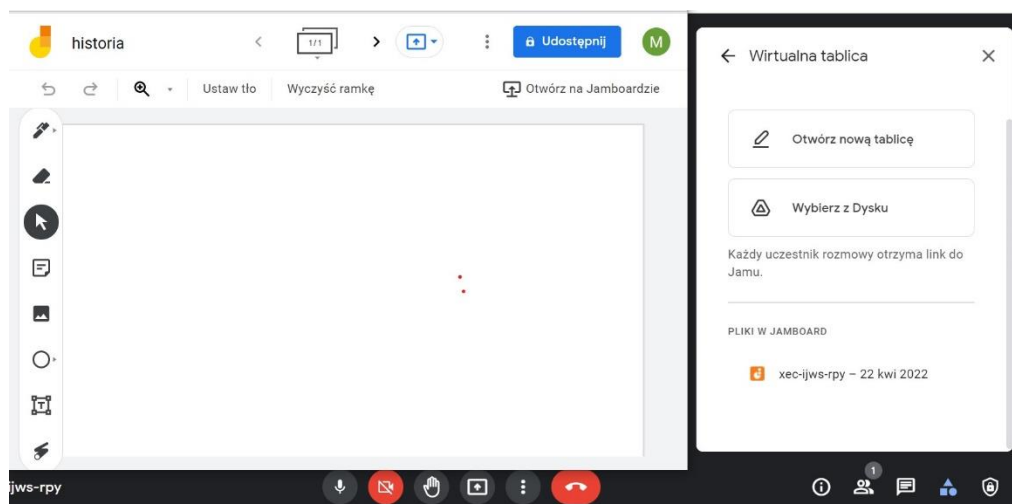 historia
1/1
Udostępnij
M
Ustaw tło
Wyczyść ramkę
Otwórz na Jamboardzie
T
ijws-rpy
Wirtualna tablica
Otwórz nową tablicę
Wybierz z Dysku
Każdy uczestnik rozmowy otrzyma link do
Jamu.
PLIKI W JAMBOARD
xec-ijws-rpy – 22 kwi 2022
1